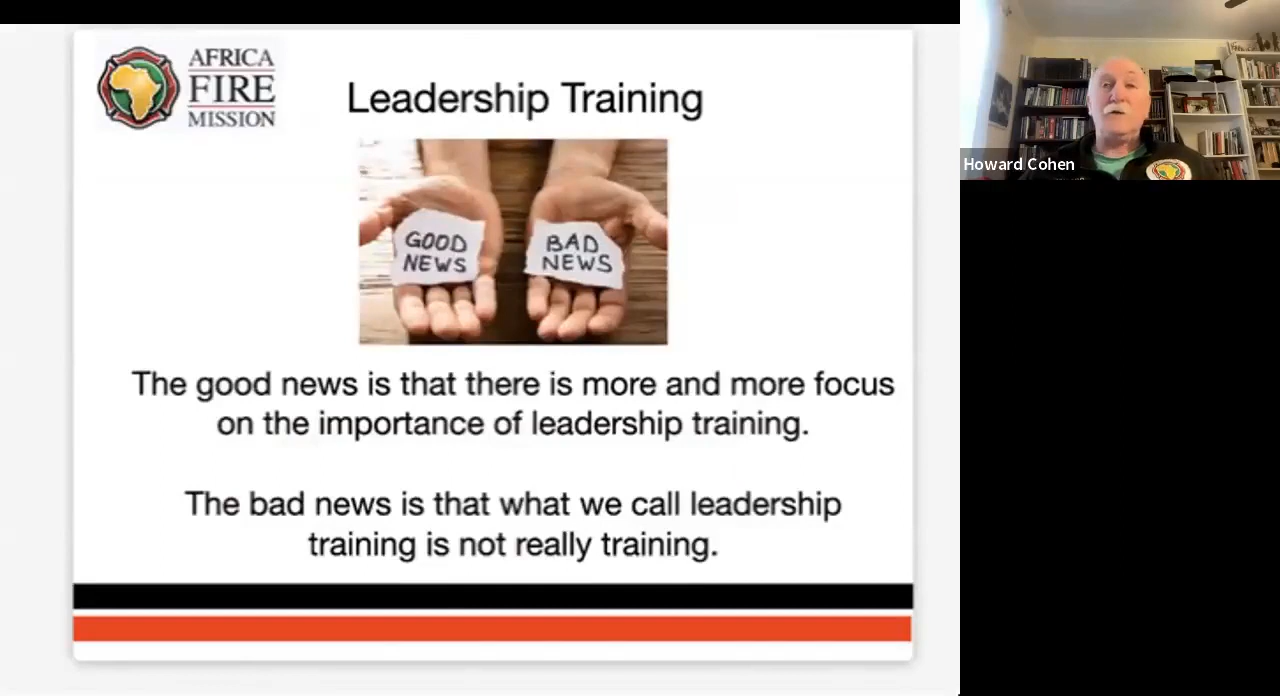 AFRICA
FIRE
MISSION
Leadership Training
GOOD
NEWS
BAD
NEWS
The good news is that there is more and more focus
on the importance of leadership training.
The bad news is that what we call leadership
training is not really training.
Howard Cohen